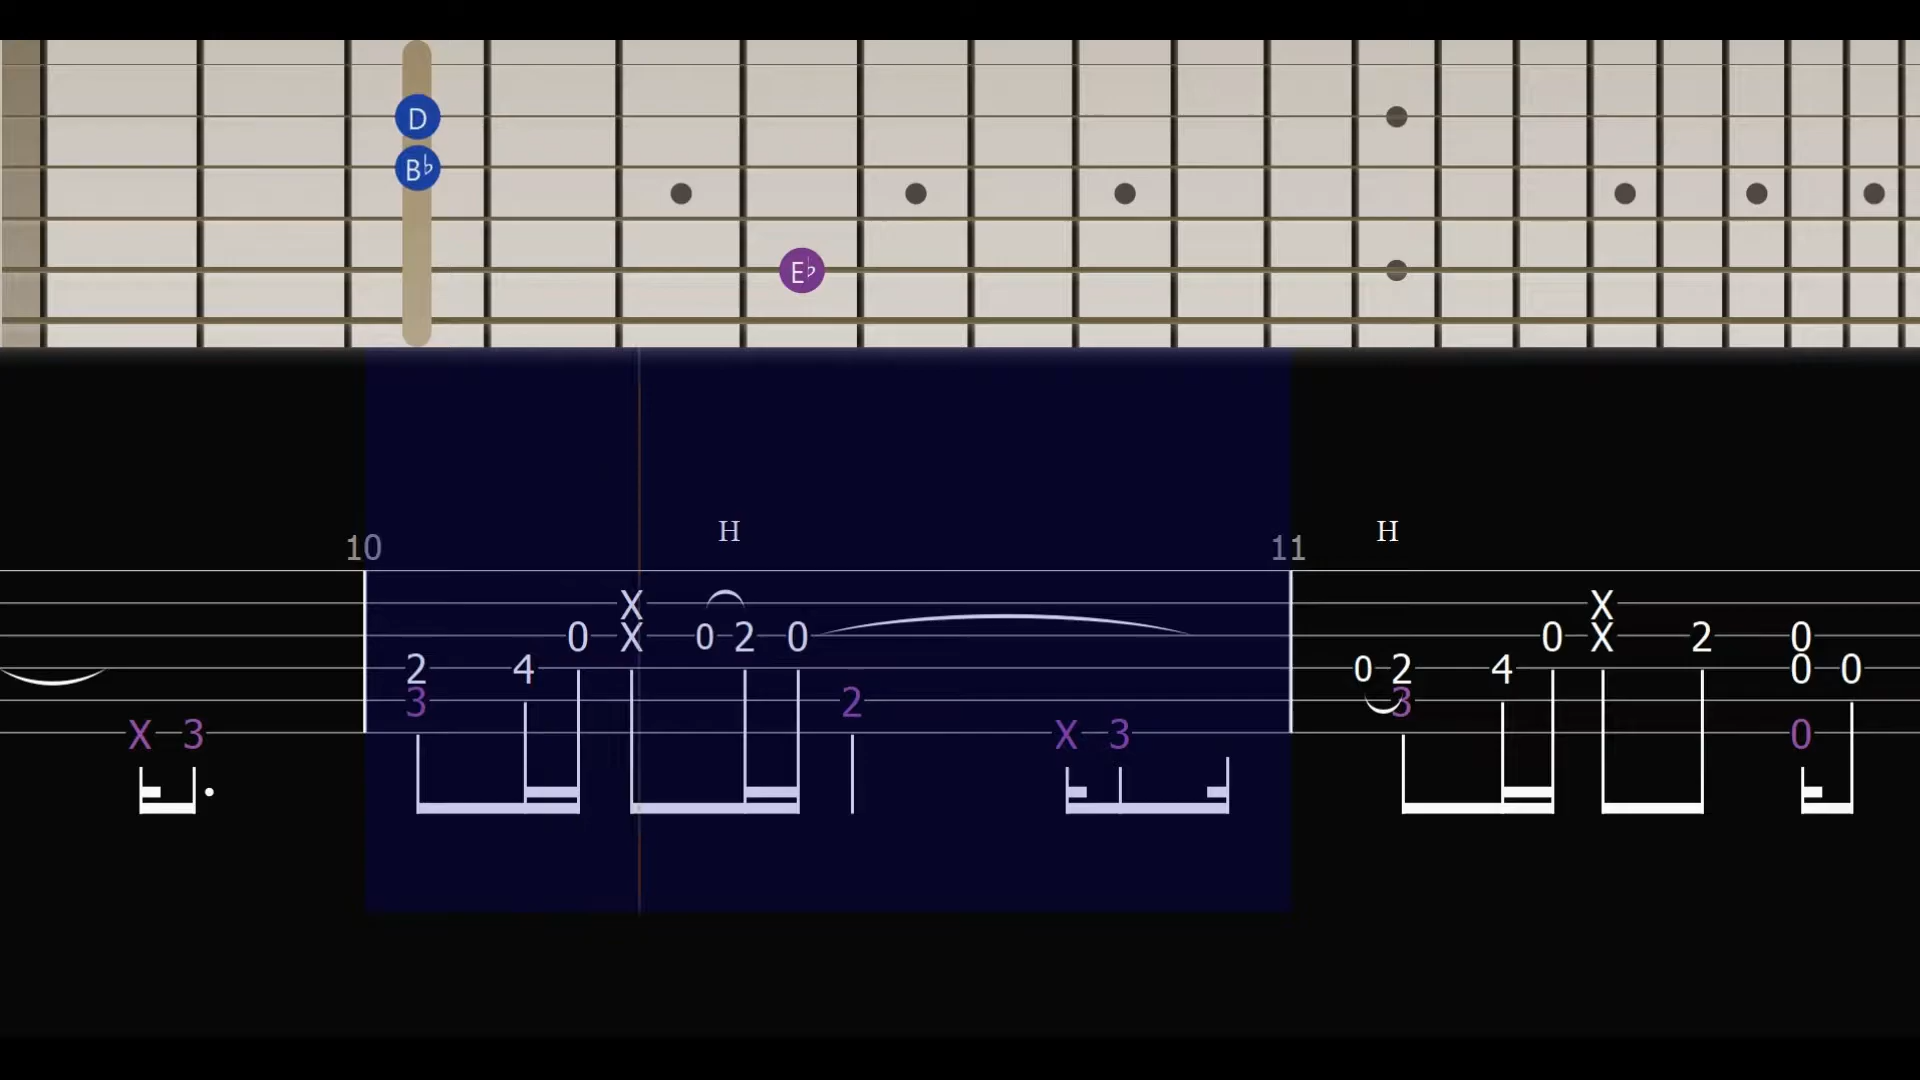 D
B♭
E♭
H H
10 11
X X
0 X 0 2 0 0 X 2 0
2 4 0 2 4 0 0
3 2 3
X 3 X 3 0